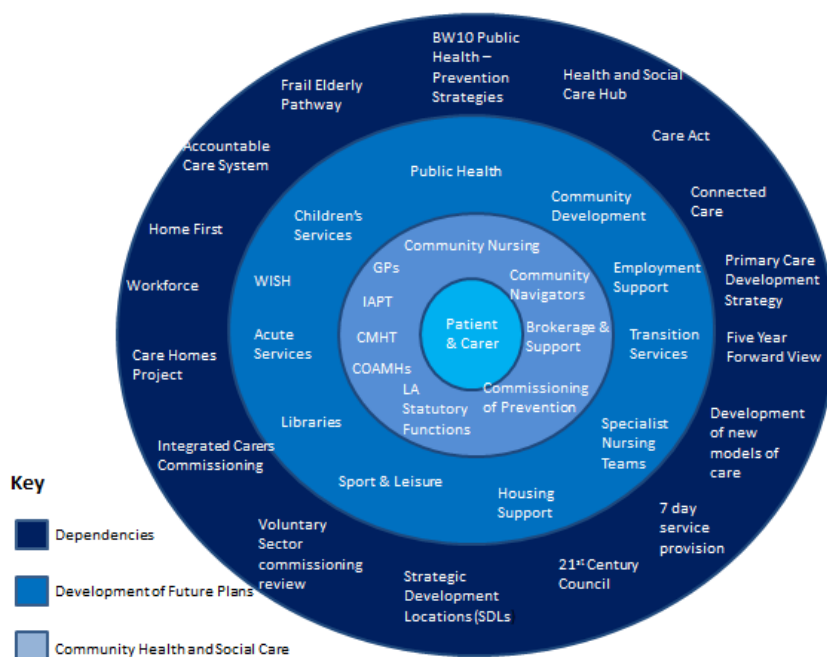 BW10 Public
Health –
Prevention
Strategies
Frail Elderly
Pathway
Health and Social
Care Hub
Accountable
Care System
Care Act
Connected
Care
Home First
Workforce
Primary Care
Development
Strategy
Five Year
Forward View
Care Homes
Project
Development
of new
models of
care
Integrated Carers
Commissioning
7 day
service
provision
Voluntary
Sector
commissioning
review
21st Century
Council
Strategic
Development
Locations (SDLs)
Public Health
Children's
Services
Community
Development
WISH
Employment
Support
Acute
Services
Transition
Services
Libraries
Specialist
Nursing
Teams
Sport & Leisure
Housing
Support
Community Nursing
GPs
Community
Navigators
IAPT
Brokerage &
Support
CMHT
COAMHs
LA
Statutory
Functions
Commissioning
of Prevention
Patient
& Carer
Key
Dependencies
Development of Future Plans
Community Health and Social Care